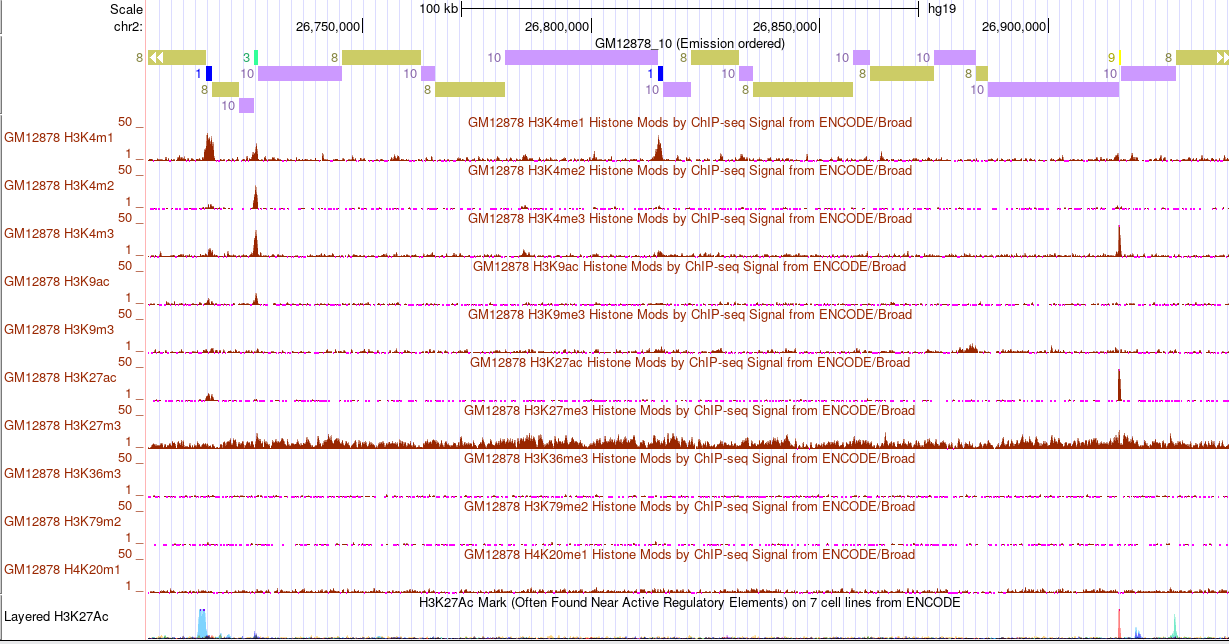 Scale 100 kb hg19
chr2: 26,750,000 26,800,000 26,850,000 26,900,000
GM12878_10 (Emission ordered)
8 3 8 10 8 10 10 9 8
1 10 10 1 10 8 8 10
8 8 10 8 10
10
50 GM12878 H3K4me1 Histone Mods by ChIP-seq Signal from ENCODE/Broad
GM12878 H3K4m1
1
50 GM12878 H3K4me2 Histone Mods by ChIP-seq Signal from ENCODE/Broad
GM12878 H3K4m2
1
50 GM12878 H3K4me3 Histone Mods by ChIP-seq Signal from ENCODE/Broad
GM12878 H3K4m3
1
50 GM12878 H3K9ac Histone Mods by ChIP-seq Signal from ENCODE/Broad
GM12878 H3K9ac
1
50 GM12878 H3K9me3 Histone Mods by ChIP-seq Signal from ENCODE/Broad
GM12878 H3K9m3
1
50 GM12878 H3K27ac Histone Mods by ChIP-seq Signal from ENCODE/Broad
GM12878 H3K27ac
1
50 GM12878 H3K27me3 Histone Mods by ChIP-seq Signal from ENCODE/Broad
GM12878 H3K27m3
1
50 GM12878 H3K36me3 Histone Mods by ChIP-seq Signal from ENCODE/Broad
GM12878 H3K36m3
1
50 GM12878 H3K79me2 Histone Mods by ChIP-seq Signal from ENCODE/Broad
GM12878 H3K79m2
1
50 GM12878 H4K20me1 Histone Mods by ChIP-seq Signal from ENCODE/Broad
GM12878 H4K20m1
1
H3K27Ac Mark (Often Found Near Active Regulatory Elements) on 7 cell lines from ENCODE
Layered H3K27Ac